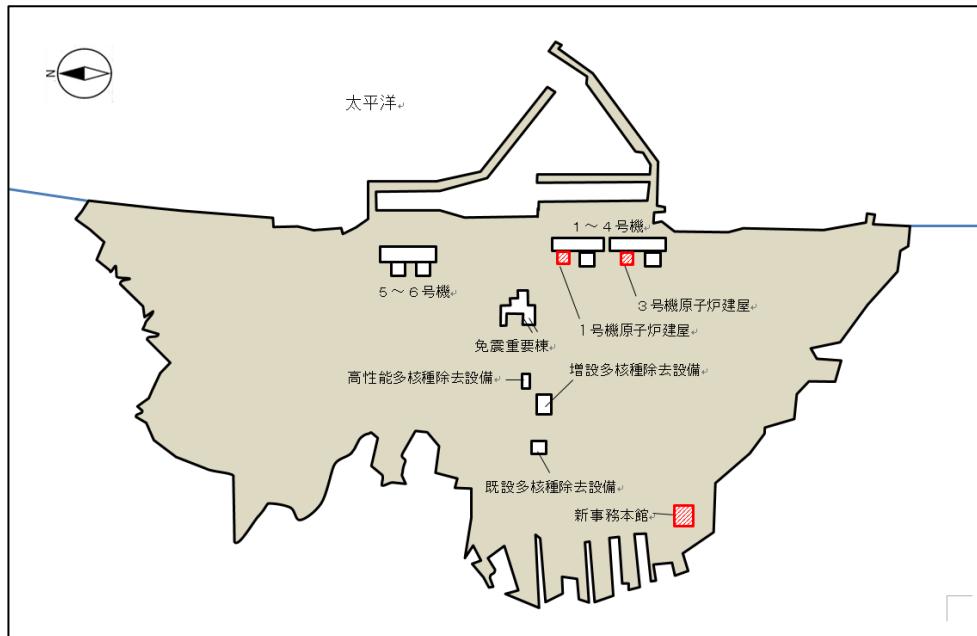 N
太平洋
1～4号機
5～6号機
3号機原子炉建屋
1号機原子炉建屋
免震重要棟
増設多核種除去設備
高性能多核種除去設備
既設多核種除去設備
新事務本館